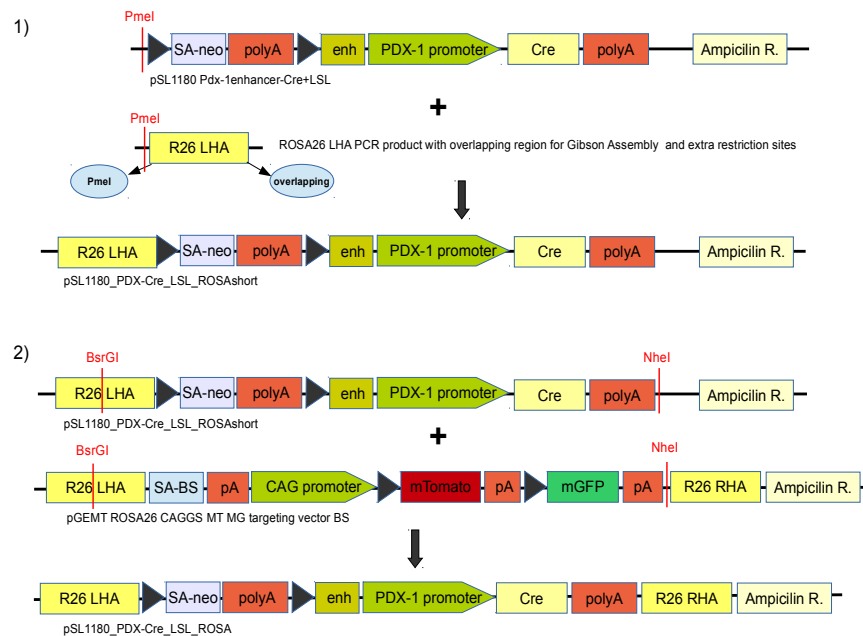 1)
PmeI
SA-neo polyA enh PDX-1 promoter Cre polyA Ampicilin R.
pSL1180 Pdx-1enhancer-Cre+LSL
+
PmeI
R26 LHA
ROSA26 LHA PCR product with overlapping region for Gibson Assembly and extra restriction sites
PmeI overlapping
R26 LHA SA-neo polyA enh PDX-1 promoter Cre polyA Ampicilin R.
pSL1180_PDX-Cre_LSL_ROSAshort
2)
BsrGI NheI
R26 LHA SA-neo polyA enh PDX-1 promoter Cre polyA Ampicilin R.
pSL1180_PDX-Cre_LSL_ROSAshort
+
BsrGI NheI
R26 LHA SA-BS pA CAG promoter mTomato pA mGFP pA R26 RHA Ampicilin R.
pGEMT ROSA26 CAGGS MT MG targeting vector BS
R26 LHA SA-neo polyA enh PDX-1 promoter Cre polyA R26 RHA Ampicilin R.
pSL1180_PDX-Cre_LSL_ROSA